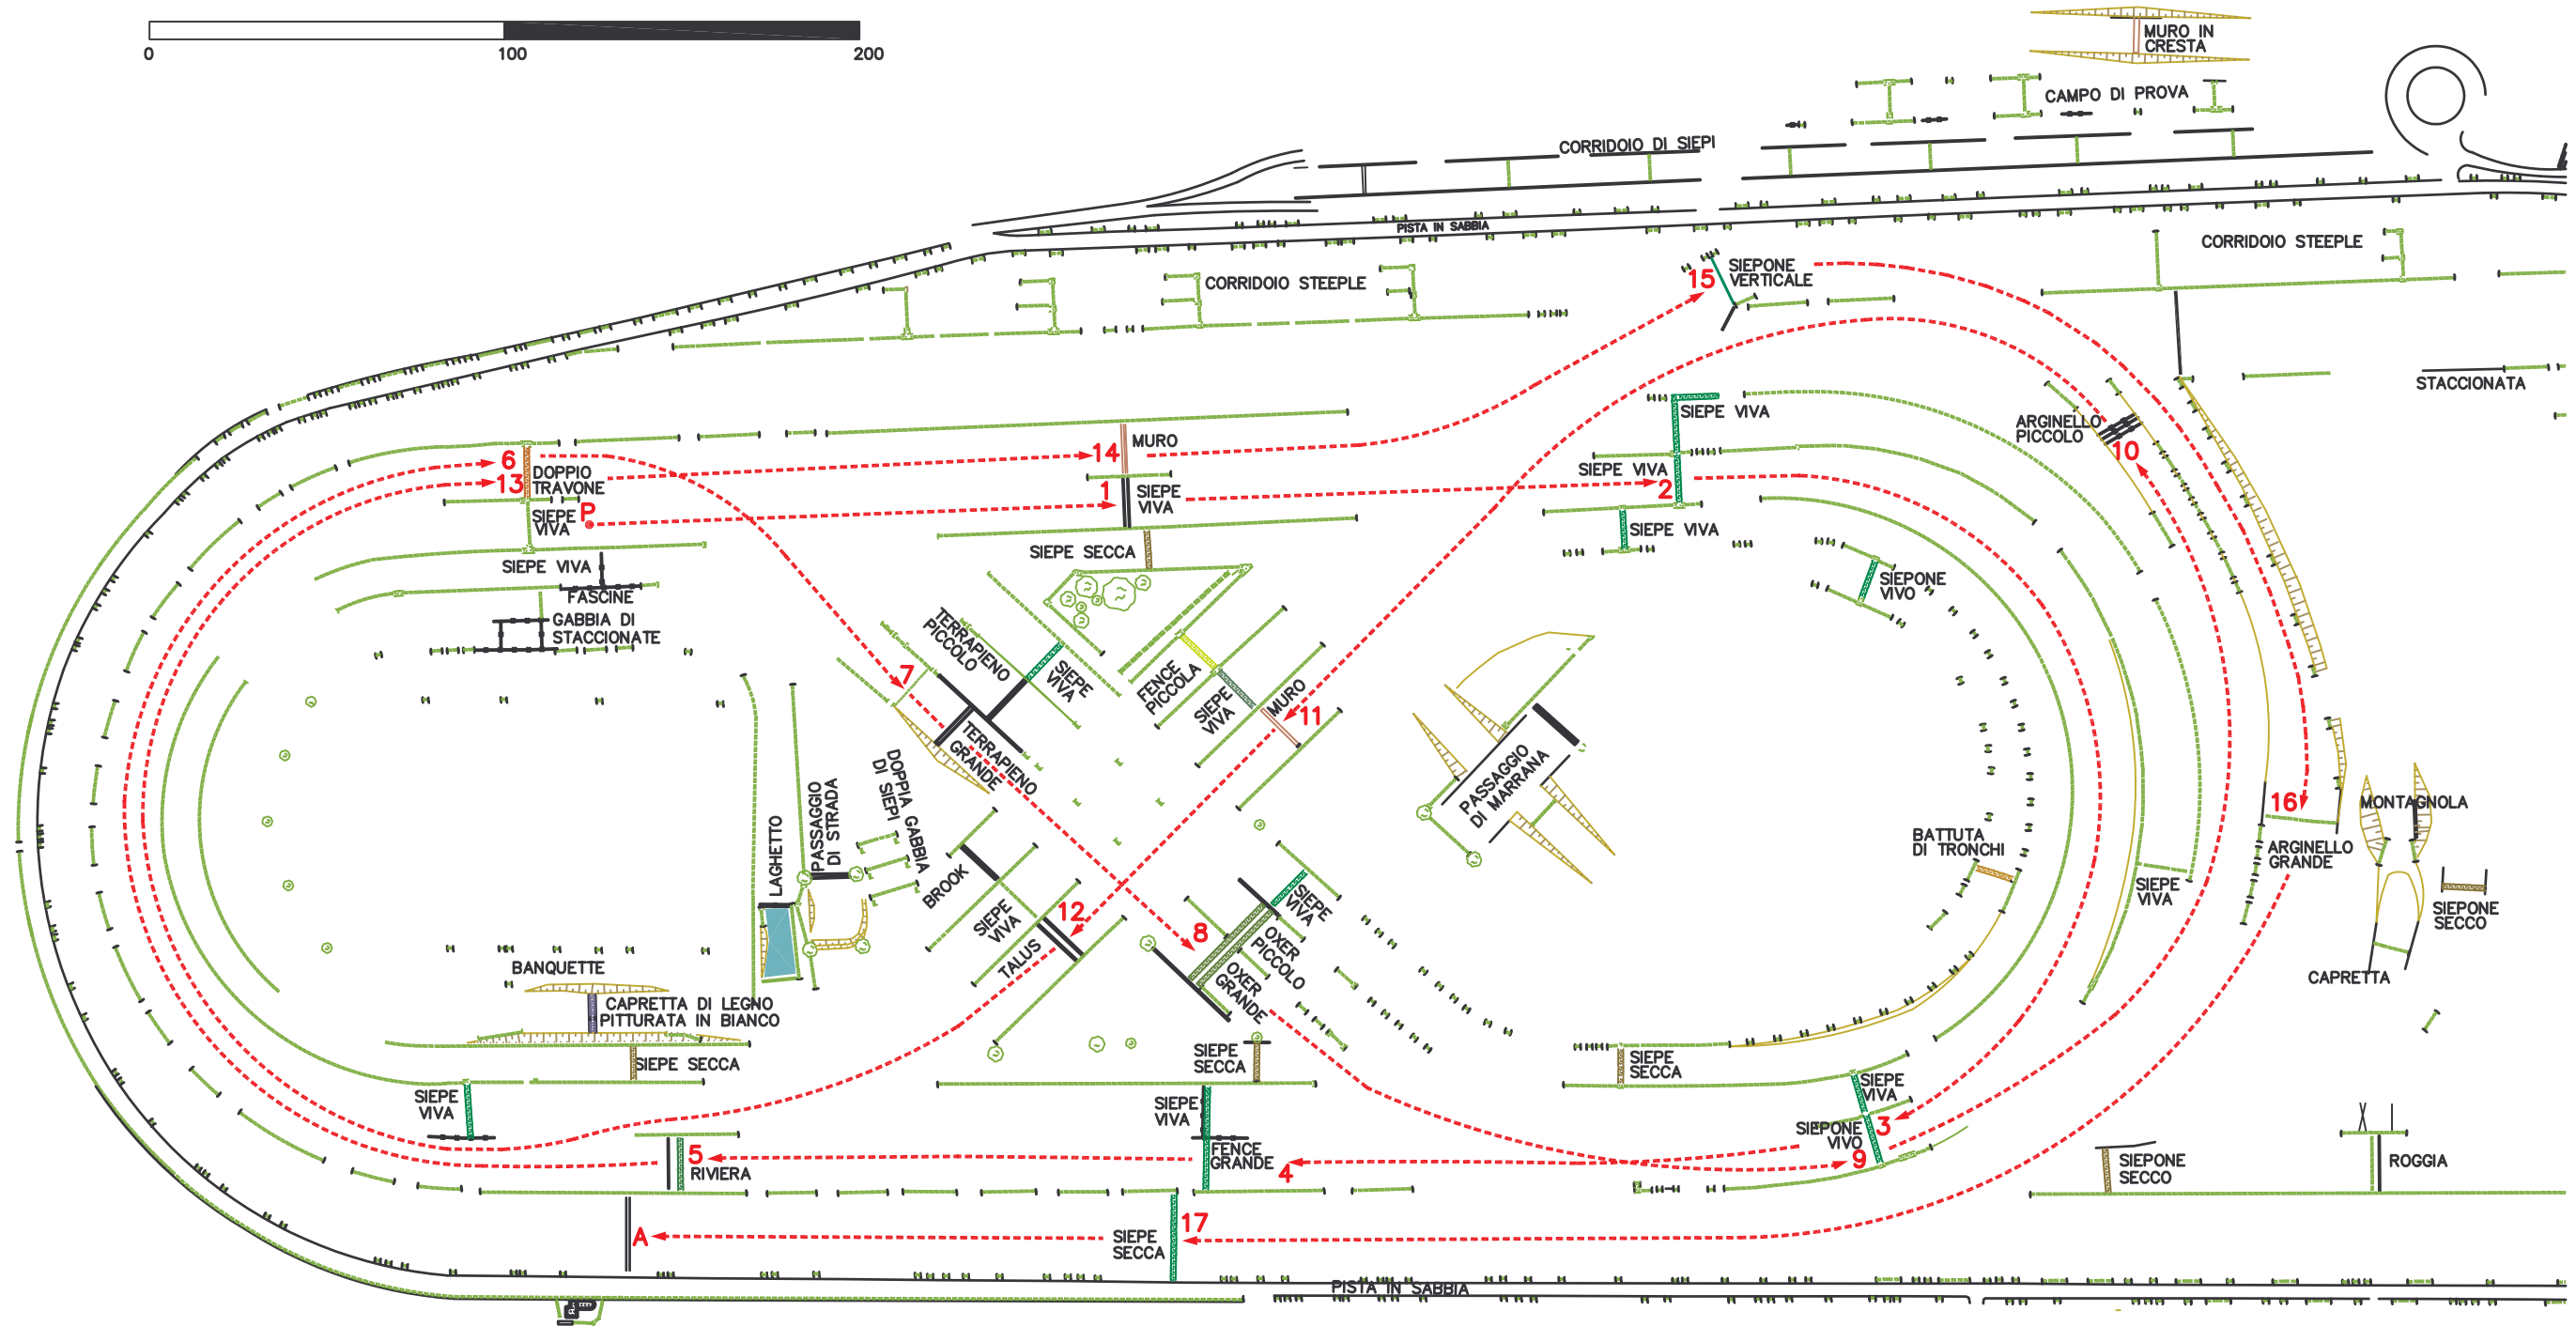 0
100
200
MURO IN
CRESTA
CAMPO DI PROVA
CORRIDOIO DI SIEPI
PISTA IN SABBIA
CORRIDOIO STEEPLE
15
SIEPONE
VERTICALE
CORRIDOIO STEEPLE
STACCIONATA
SIEPE VIVA
ARGINELLO
PICCOLO
10
14
MURO
6
13
DOPPIO
TRAVONE
SIEPE VIVA
2
1
SIEPE
VIVA
P
SIEPE
VIVA
SIEPE VIVA
SIEPE SECCA
SIEPE VIVA
FASCINE
SIEPONE
VIVO
GABBIA DI
STACCIONATE
TERRAPIENO
PICCOLO
SIEPE
VIVA
7
FENCE
PICCOLA
SIEPE
VIVA
MURO
11
TERRAPIENO
GRANDE
PASSAGGIO
DI MARRANA
DOPPIA GABBIA
DI SIEPI
PASSAGGIO
DI STRADA
LAGHETTO
16
MONTAGNOLA
BATTUTA
DI TRONCHI
ARGINELLO
GRANDE
BROOK
SIEPE
VIVA
12
TALUS
8
SIEPE
VIVA
OXER
PICCOLO
OXER
GRANDE
SIEPE
VIVA
SIEPONE
SECCO
CAPRETTA
BANQUETTE
CAPRETTA DI LEGNO
PITTURATA IN BIANCO
SIEPE SECCA
SIEPE
SECCA
SIEPE
SECCA
SIEPE
VIVA
SIEPE
VIVA
SIEPE
VIVA
3
SIEPONE
VIVO
9
5
RIVIERA
FENCE
GRANDE
4
SIEPONE
SECCO
ROGGIA
A
SIEPE
SECCA
17
PISTA IN SABBIA